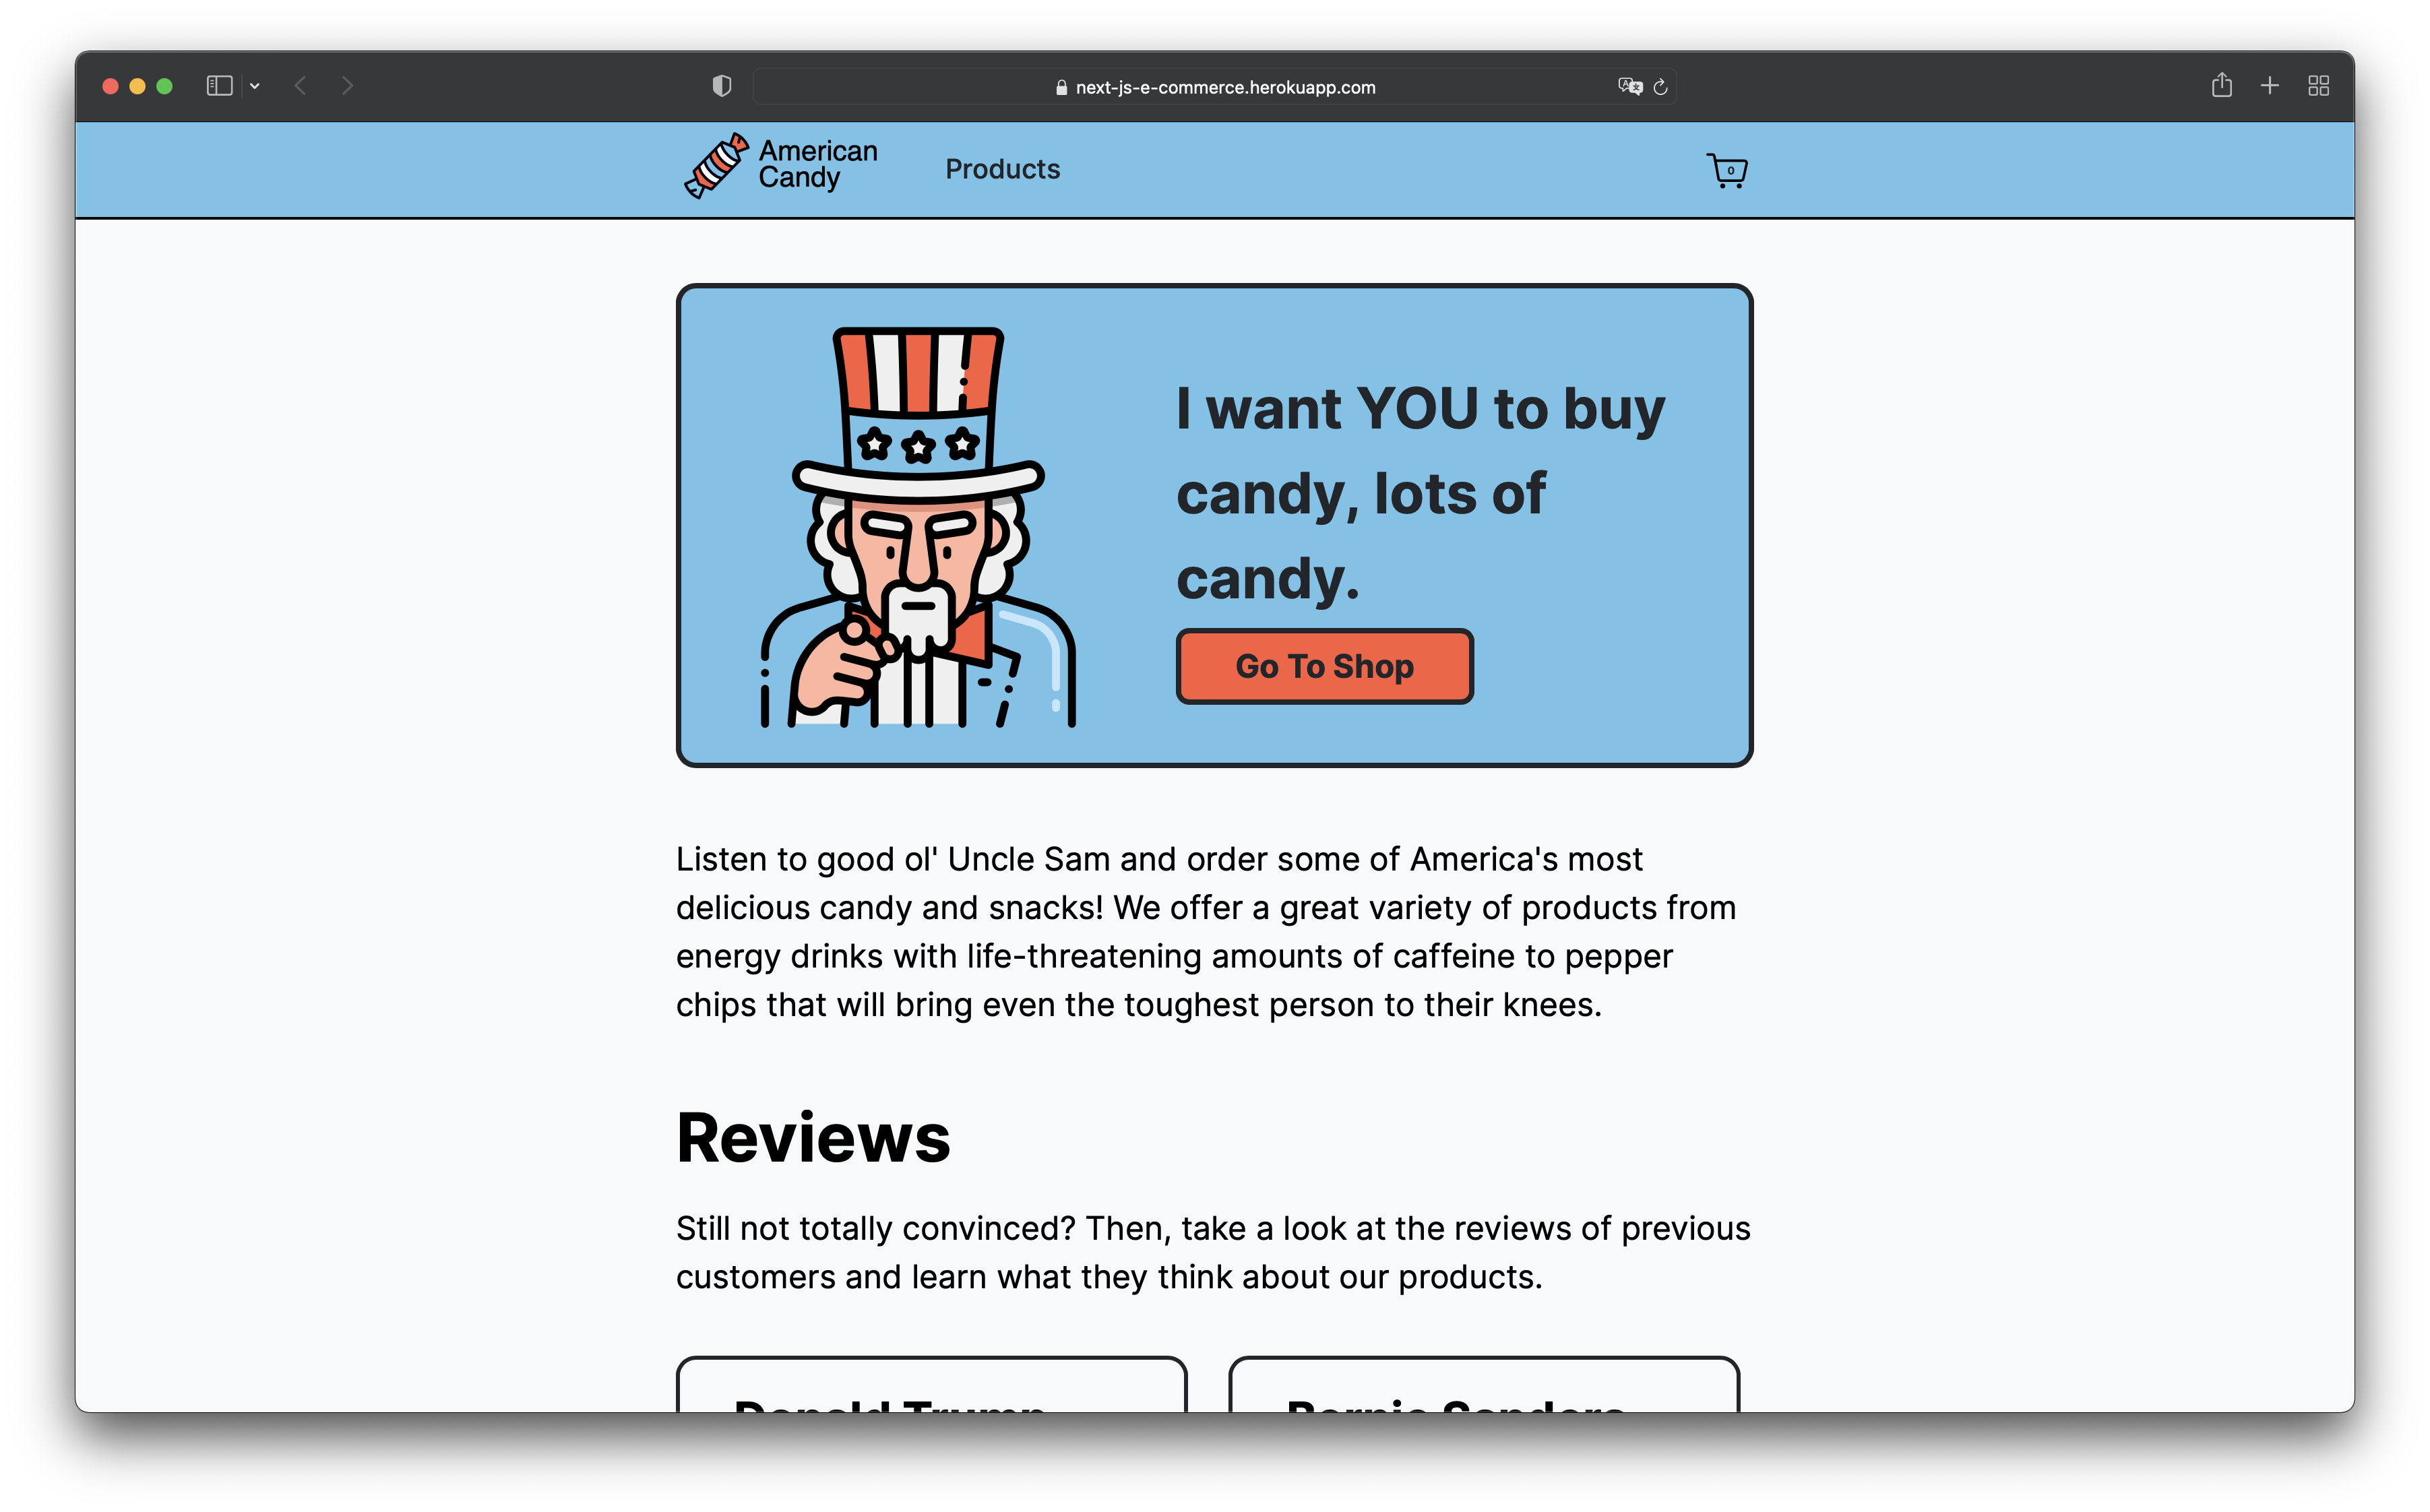 next-js-e-commerce.herokuapp.com
American
Candy
Products
0
I want YOU to buy
candy, lots of
candy.
Go To Shop
Listen to good ol' Uncle Sam and order some of America's most
delicious candy and snacks! We offer a great variety of products from
energy drinks with life-threatening amounts of caffeine to pepper
chips that will bring even the toughest person to their knees.
Reviews
Still not totally convinced? Then, take a look at the reviews of previous
customers and learn what they think about our products.
Donald Trump
Bernie Sanders